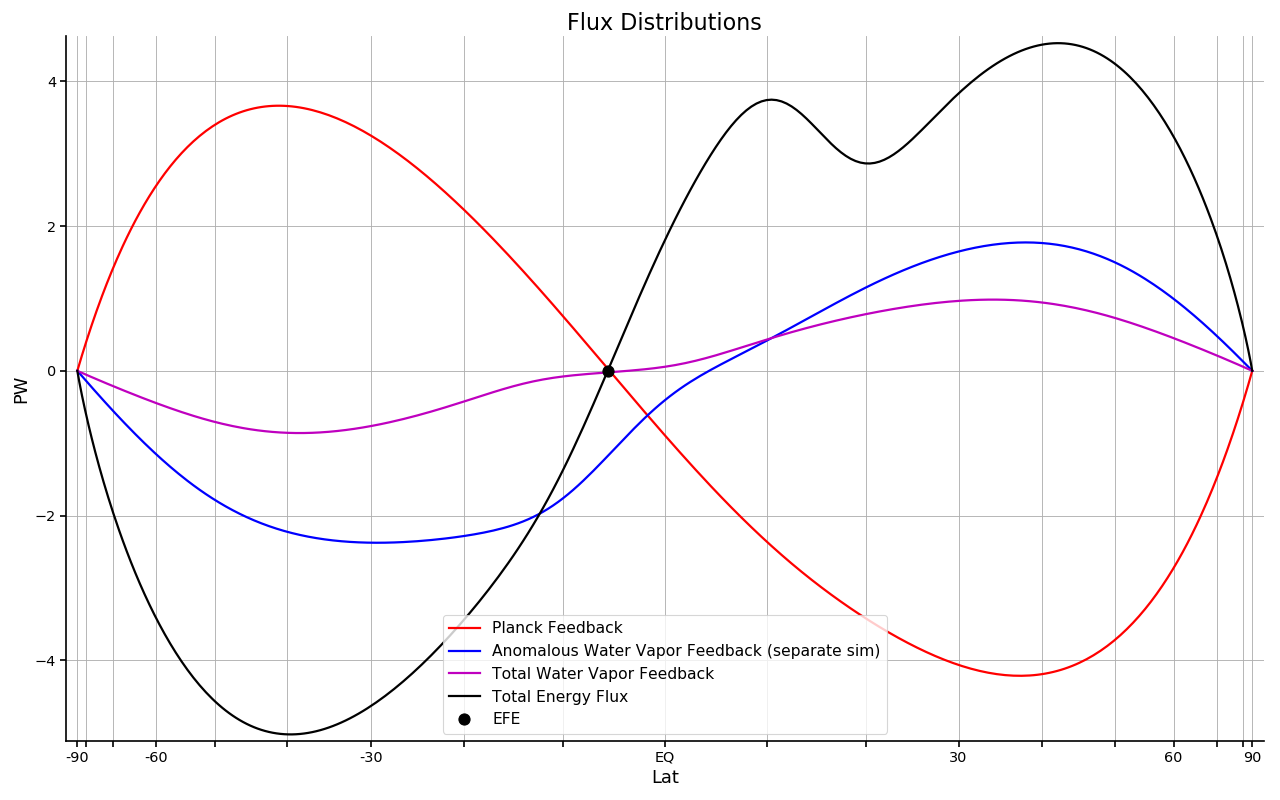 Flux Distributions
4
2
0
−2
−4
PW
Planck Feedback
Anomalous Water Vapor Feedback (separate sim)
Total Water Vapor Feedback
Total Energy Flux
EFE
-90 -60 -30 EQ 30 60 90
Lat